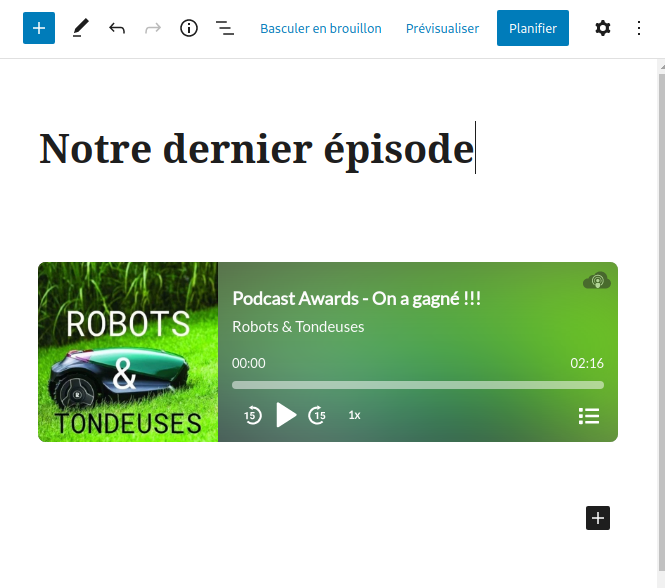 Basculer en brouillon Prévisualiser Planifier
Notre dernier épisode
ROBOTS
&
TONDEUSES
Podcast Awards - On a gagné !!!
Robots & Tondeuses
00:00 02:16
15 15 1x